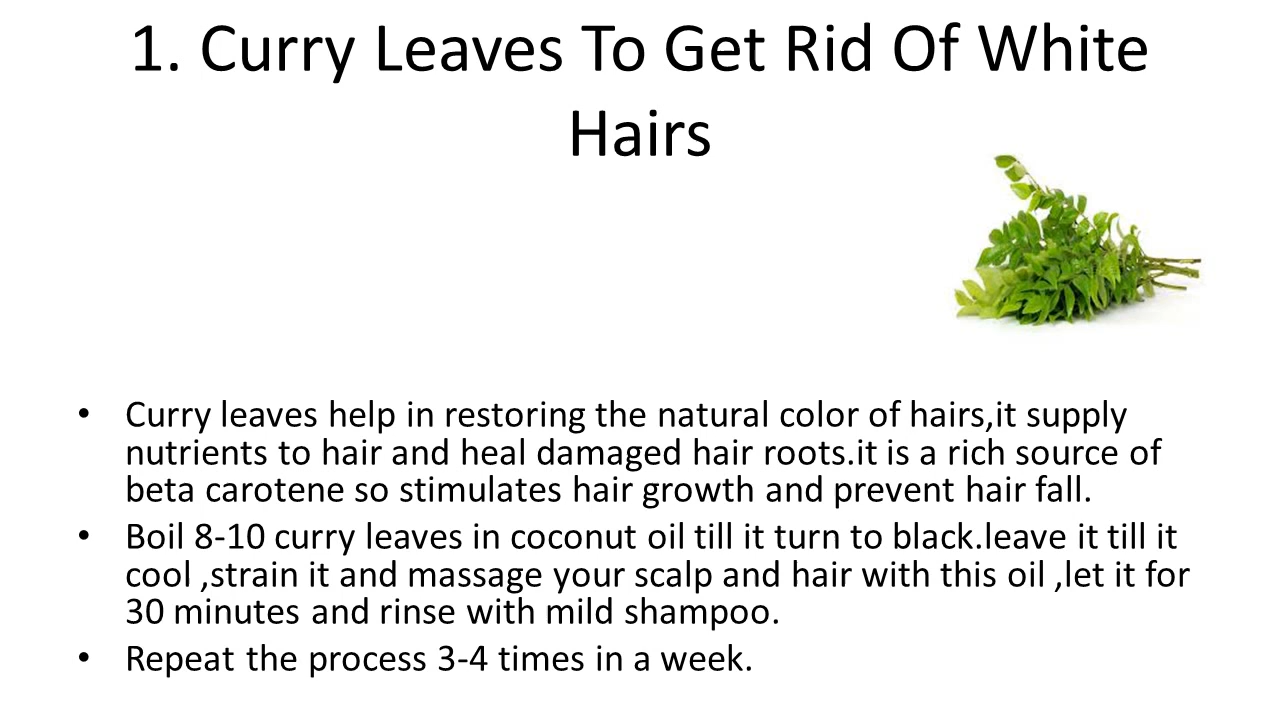 1. Curry Leaves To Get Rid Of White
Hairs
• Curry leaves help in restoring the natural color of hairs,it supply
nutrients to hair and heal damaged hair roots.it is a rich source of
beta carotene so stimulates hair growth and prevent hair fall.
• Boil 8-10 curry leaves in coconut oil till it turn to black.leave it till it
cool ,strain it and massage your scalp and hair with this oil ,let it for
30 minutes and rinse with mild shampoo.
• Repeat the process 3-4 times in a week.